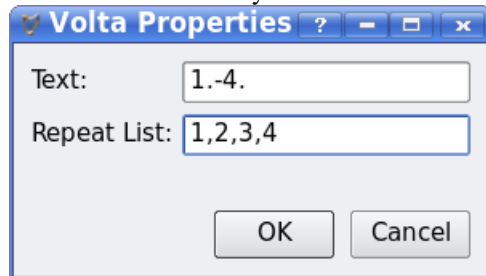 Volta Properties ?
Text: 1.-4.
Repeat List: 1,2,3,4
OK Cancel